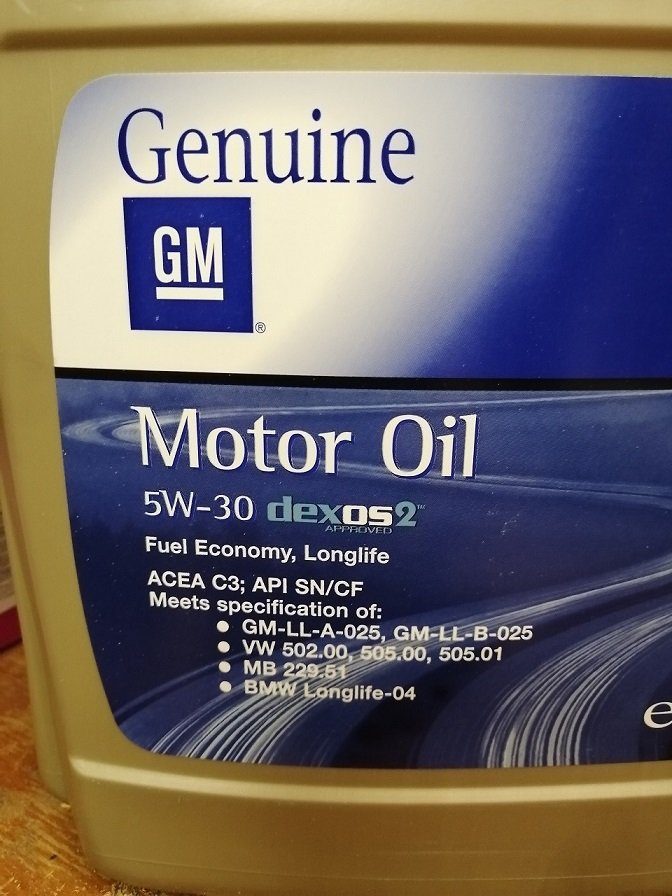 Genuine
GM
®
Motor Oil
5W-30 dexos2™
APPROVED
Fuel Economy, Longlife
ACEA C3; API SN/CF
Meets specification of:
● GM-LL-A-025, GM-LL-B-025
● VW 502.00, 505.00, 505.01
● MB 229.51
● BMW Longlife-04
e